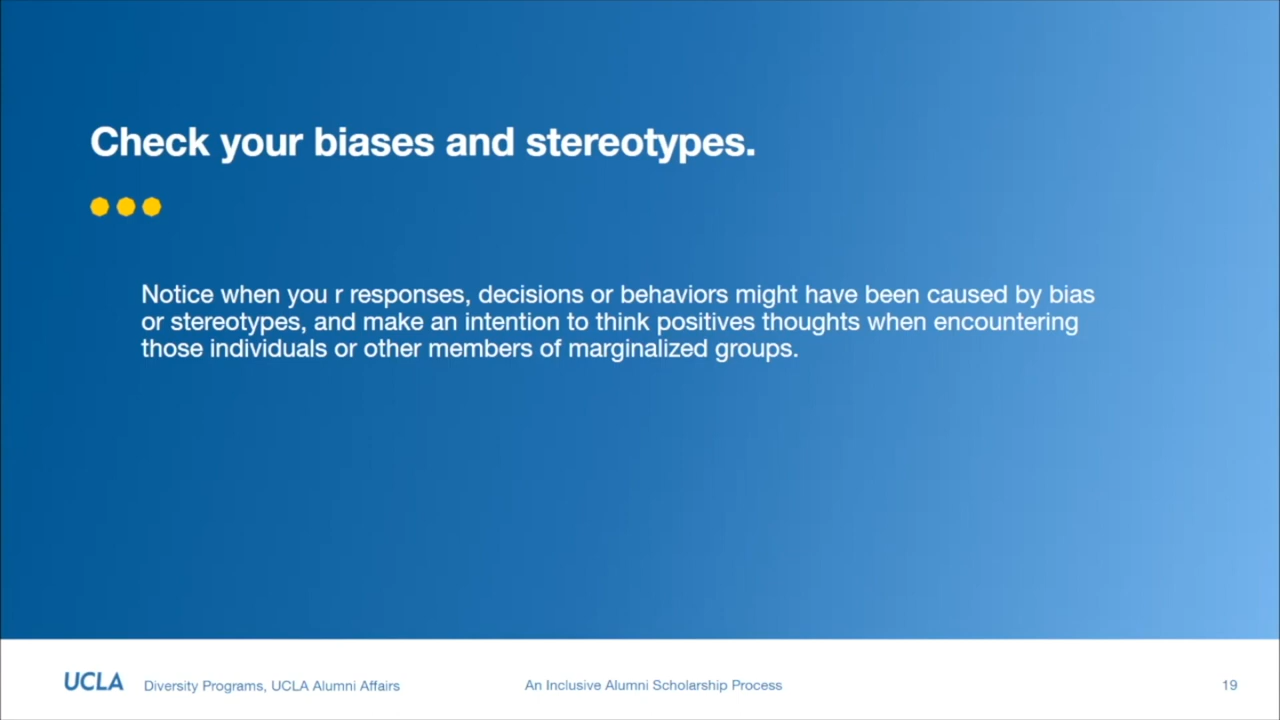 Check your biases and stereotypes.
Notice when you r responses, decisions or behaviors might have been caused by bias
or stereotypes, and make an intention to think positives thoughts when encountering
those individuals or other members of marginalized groups.
UCLA Diversity Programs, UCLA Alumni Affairs An Inclusive Alumni Scholarship Process 19